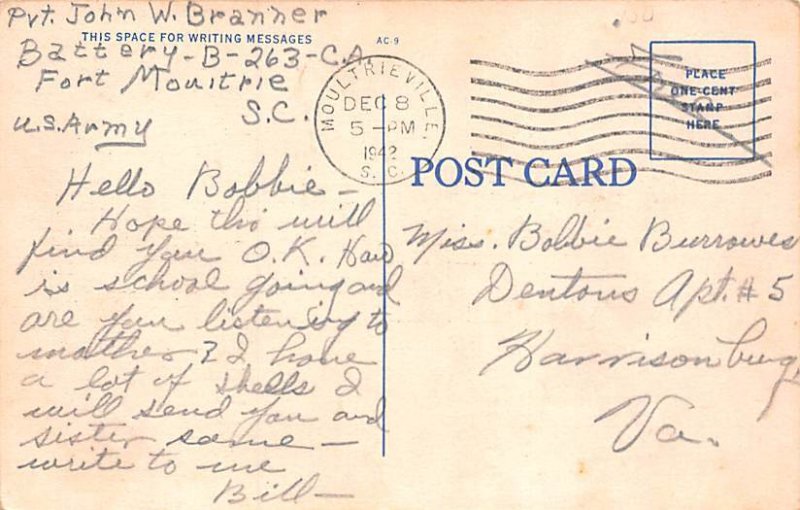 Pvt. John W. Branner
THIS SPACE FOR WRITING MESSAGES
AC-9
Battery-B-263-C.A.
Fort Moultrie
S.C.
U.S. Army
MOULTRIEVILLE,
DEC 8
5-PM
1942
S.C.
PLACE
ONE-CENT
STAMP
HERE
POST CARD
Hello Bobbie-
Hope this will
find you O.K. How
is school going and
are you listening to
mother? I have
a lot of shells I
will send you and
sister some-
write to me
Bill-
Miss. Bobbie Burrowes
Dentons Apt. #5
Harrisonburg,
Va.